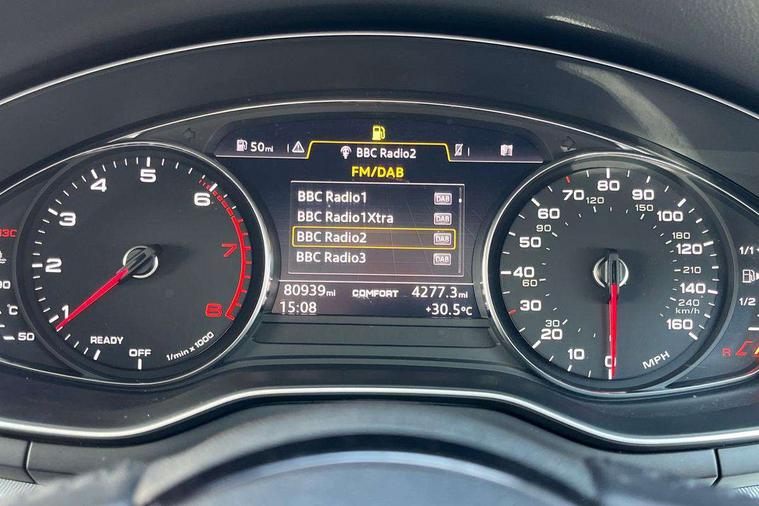 50mi
BBC Radio2
FM/DAB
BBC Radio1 DAB
BBC Radio1Xtra DAB
BBC Radio2 DAB
BBC Radio3 DAB
80939mi COMFORT 4277.3mi
15:08 +30.5°C
1 2 3 4 5 6 7 8
READY
OFF
1/min x 1000
90
°C 50
0 10 20 30 40 50 60 70 80 90 100 120 140 160
30 60 90 120 150 180 210 240
km/h
MPH
1/1
1/2
R